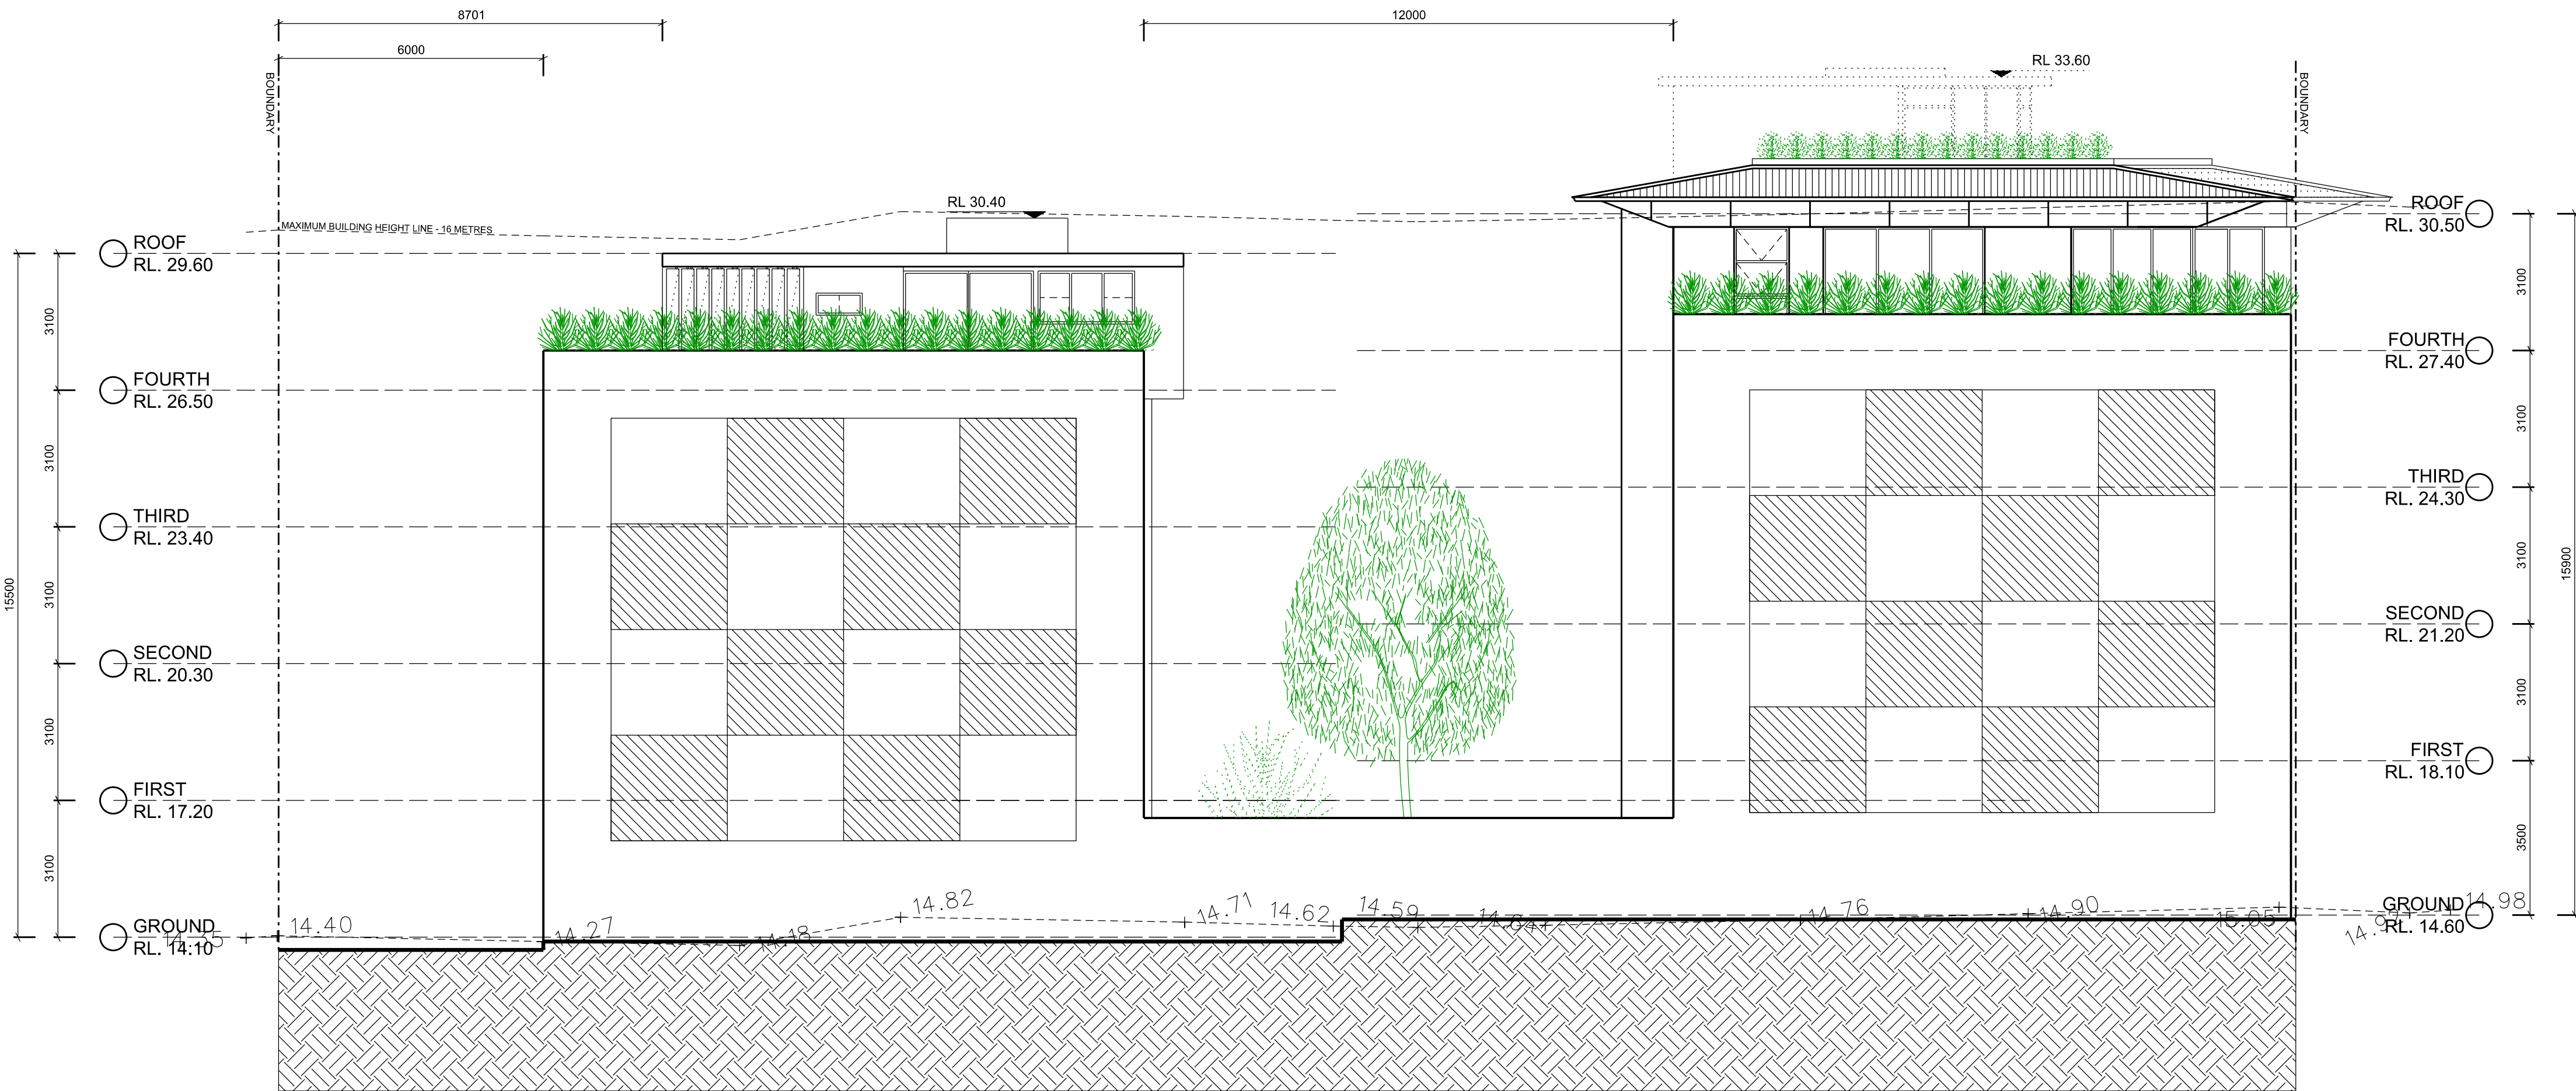 8701
12000
6000
BOUNDARY
RL 33.60
BOUNDARY
RL 30.40
MAXIMUM BUILDING HEIGHT LINE - 16 METRES
ROOF
RL. 29.60
ROOF
RL. 30.50
3100
3100
FOURTH
RL. 26.50
FOURTH
RL. 27.40
3100
3100
THIRD
RL. 23.40
THIRD
RL. 24.30
15500
15900
3100
3100
SECOND
RL. 20.30
SECOND
RL. 21.20
3100
3100
FIRST
RL. 17.20
FIRST
RL. 18.10
3100
3500
GROUND
RL. 14.10
14.40
14.27
14.18
14.82
14.71
14.62
14.59
14.76
14.90
15.05
14.98
GROUND
RL. 14.60